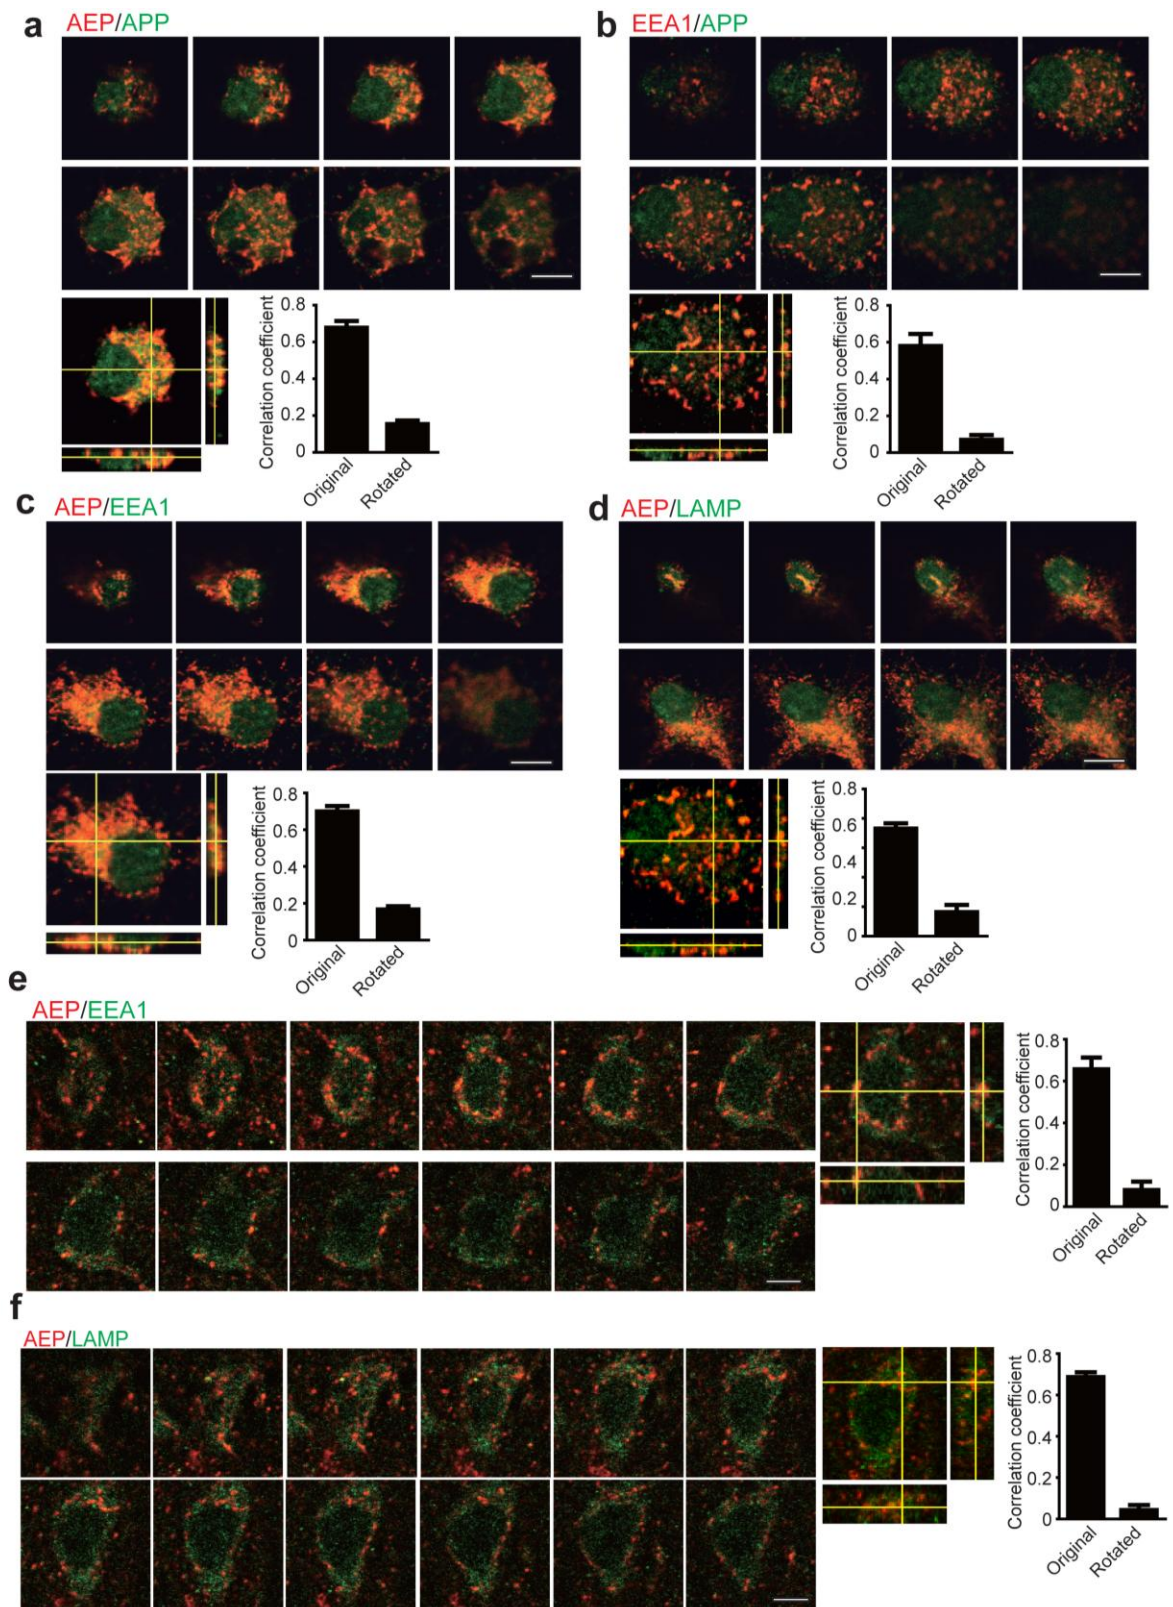 a
AEP/APP
0.8
0.6
0.4
0.2
0
Correlation coefficient
Original
Rotated
b
EEA1/APP
0.8
0.6
0.4
0.2
0
Correlation coefficient
Original
Rotated
c
AEP/EEA1
0.8
0.6
0.4
0.2
0
Correlation coefficient
Original
Rotated
d
AEP/LAMP
0.8
0.6
0.4
0.2
0
Correlation coefficient
Original
Rotated
e
AEP/EEA1
0.8
0.6
0.4
0.2
0
Correlation coefficient
Original
Rotated
f
AEP/LAMP
0.8
0.6
0.4
0.2
0
Correlation coefficient
Original
Rotated